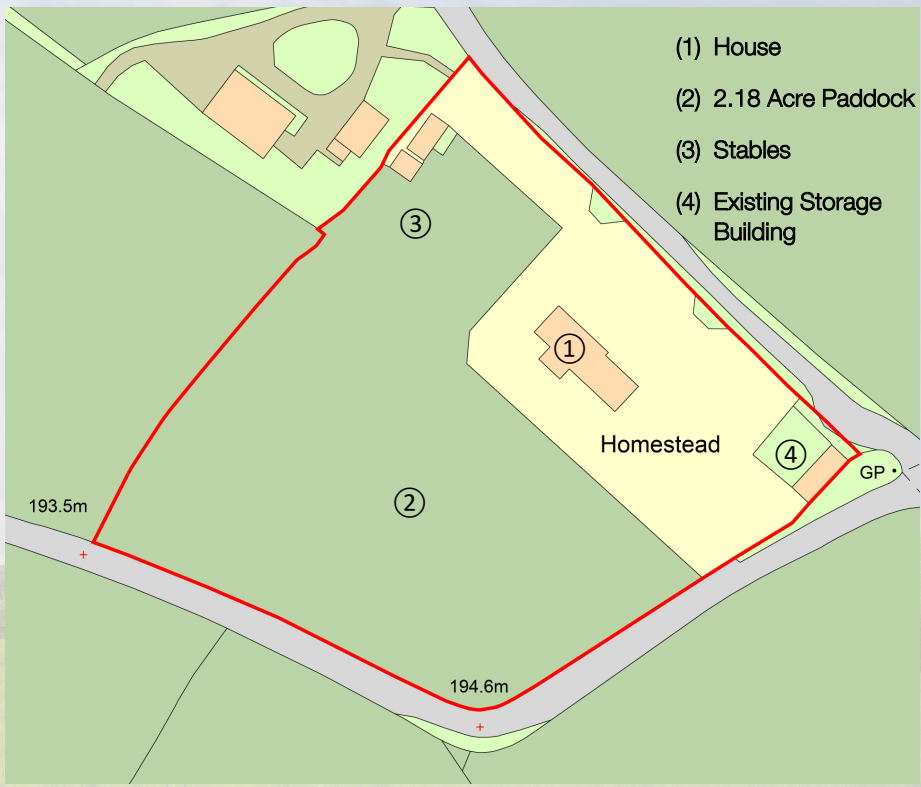 (1) House
(2) 2.18 Acre Paddock
(3) Stables
(4) Existing Storage
Building
③
①
Homestead
④
GP
193.5m
②
194.6m